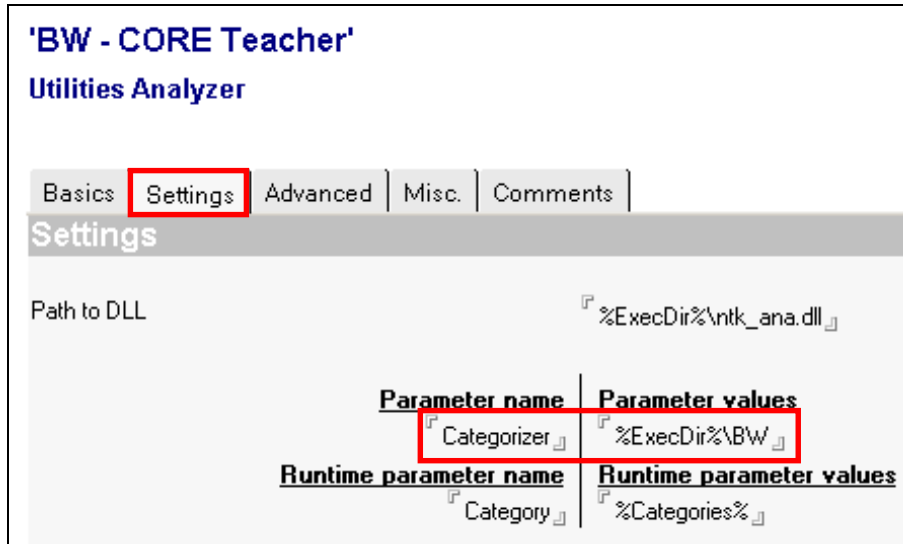 'BW - CORE Teacher'
Utilities Analyzer
Basics Settings Advanced Misc. Comments
Settings
Path to DLL %ExecDir%\ntk_ana.dll
Parameter name Parameter values
Categorizer %ExecDir%\BW
Runtime parameter name Runtime parameter values
Category %Categories%